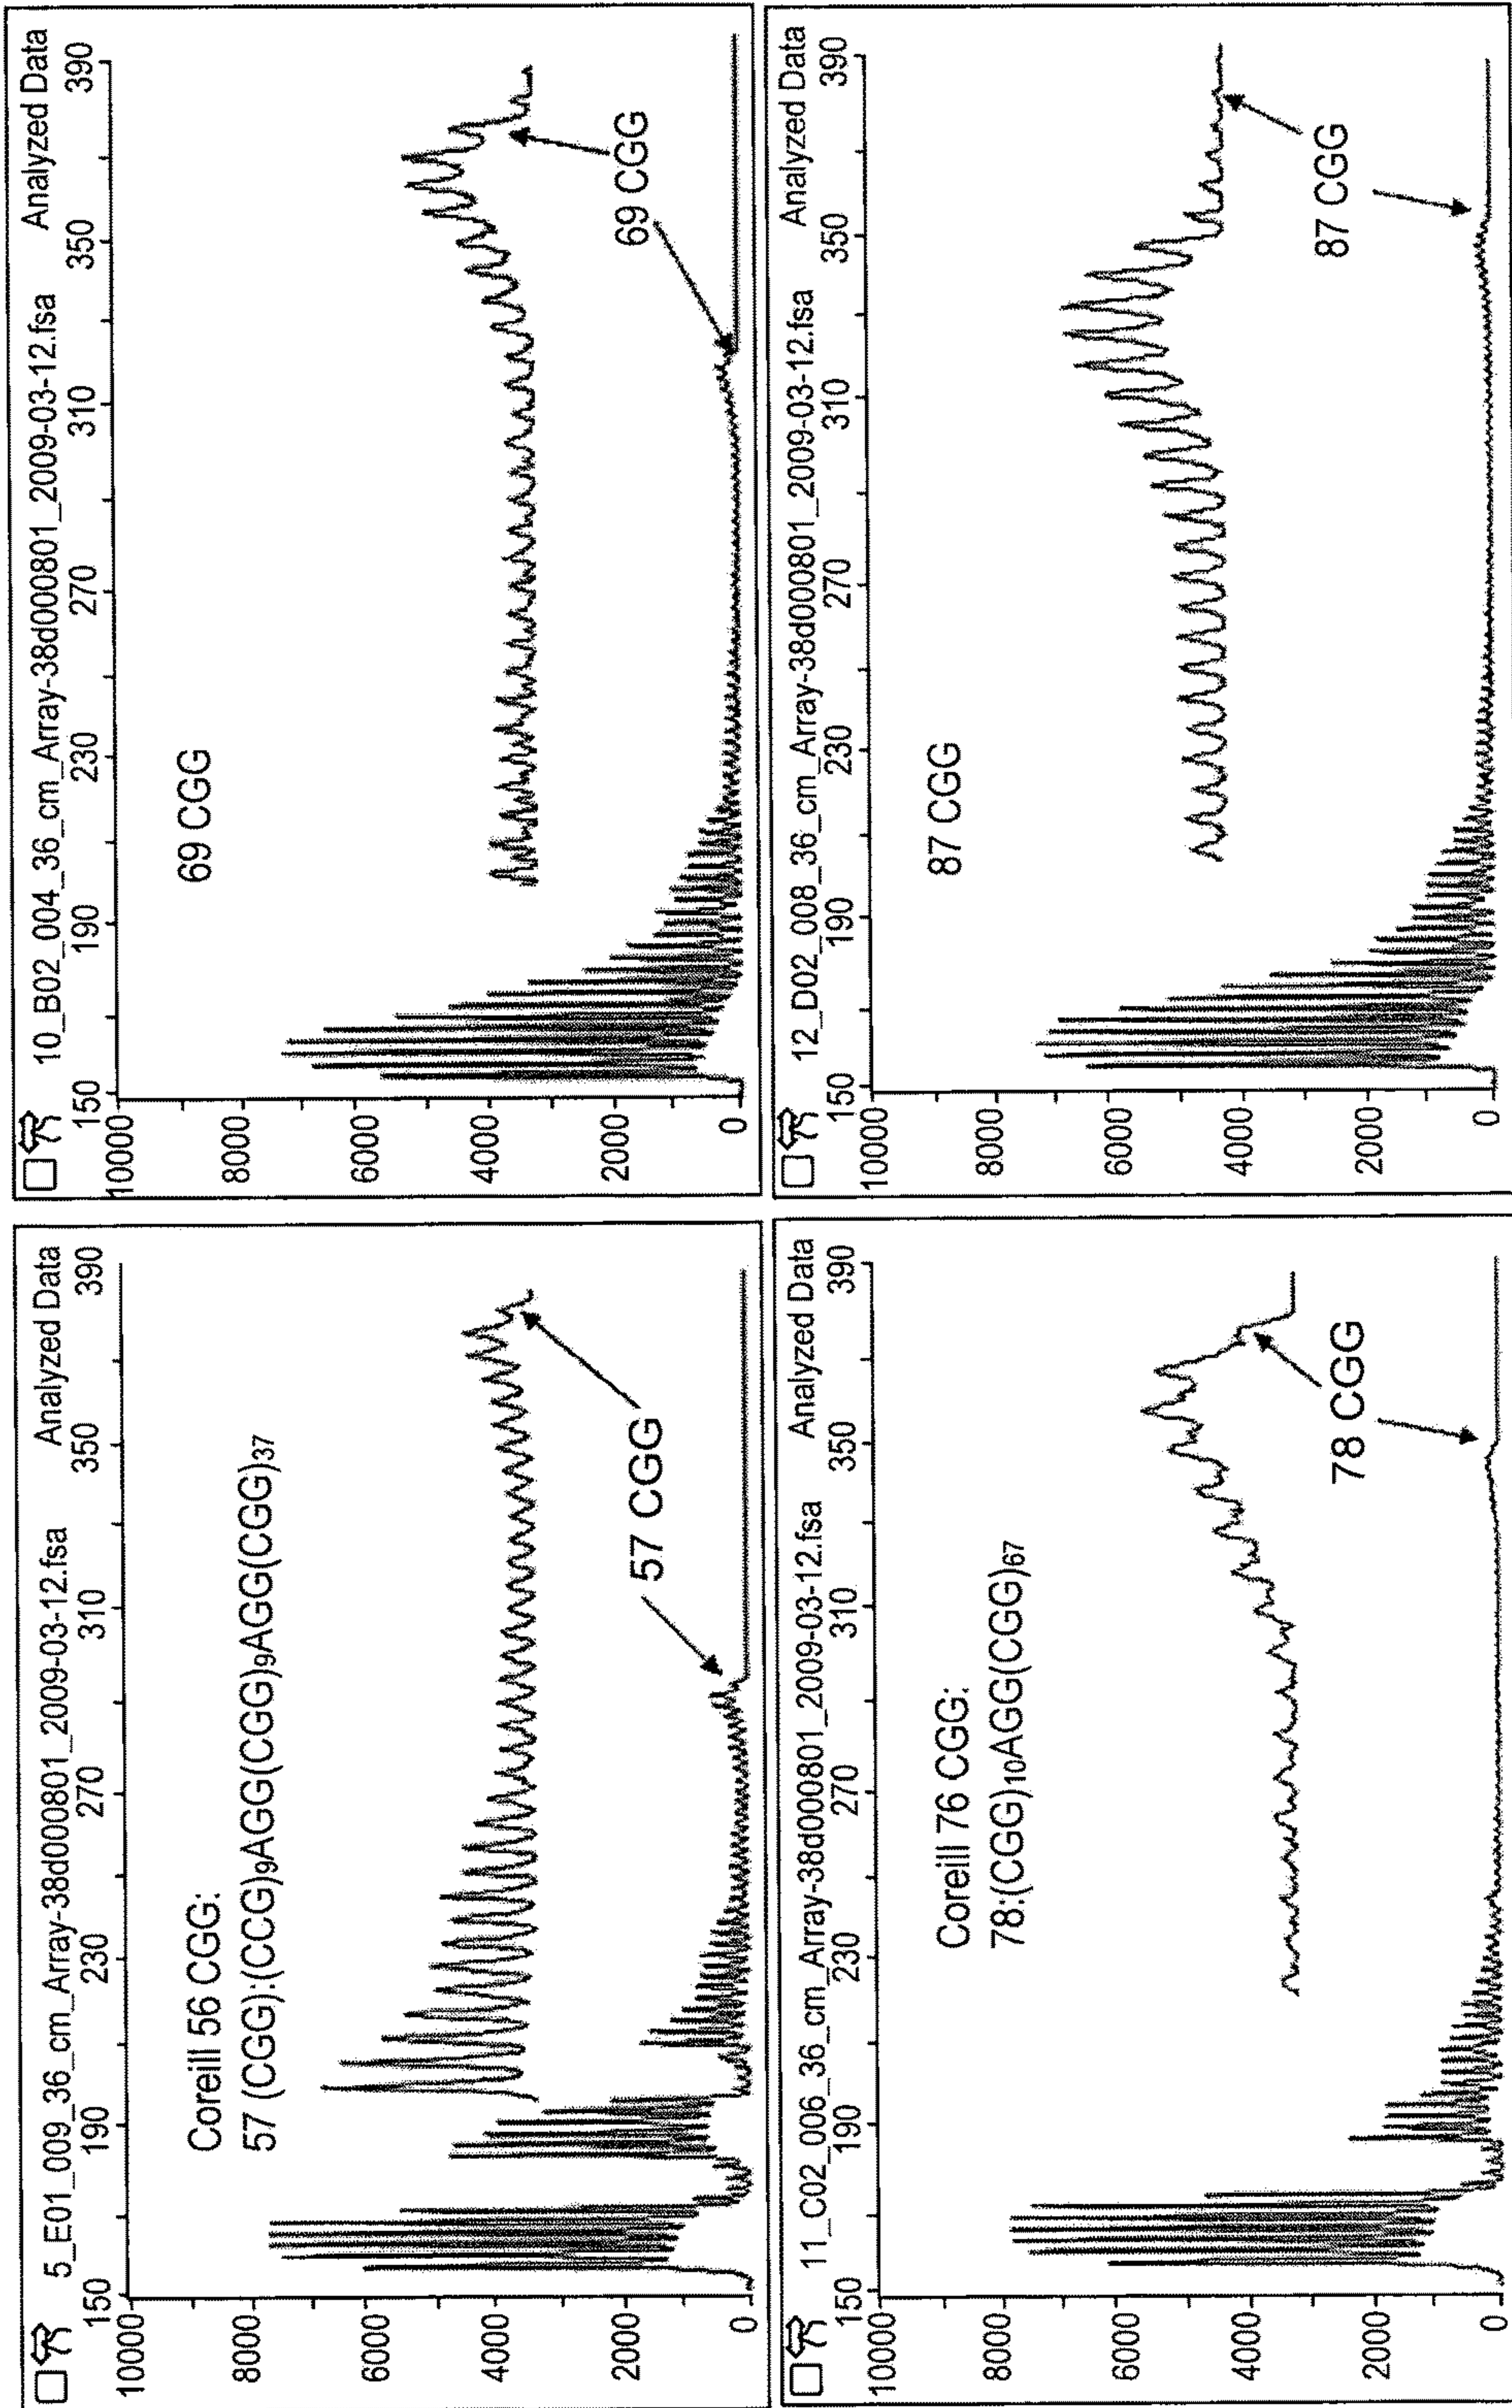 5_E01_009_36_cm_Array-38d000801_2009-03-12.fsa Analyzed Data
150 190 230 270 310 350 390
10000
8000
6000
4000
2000
0
Coreill 56 CGG:
57 (CGG):(CCG)9AGG(CGG)9AGG(CGG)37
57 CGG
10_B02_004_36_cm_Array-38d000801_2009-03-12.fsa Analyzed Data
150 190 230 270 310 350 390
10000
8000
6000
4000
2000
0
69 CGG
69 CGG
11_C02_006_36_cm_Array-38d000801_2009-03-12.fsa Analyzed Data
150 190 230 270 310 350 390
10000
8000
6000
4000
2000
0
Coreill 76 CGG:
78:(CGG)10AGG(CGG)67
78 CGG
12_D02_008_36_cm_Array-38d000801_2009-03-12.fsa Analyzed Data
150 190 230 270 310 350 390
10000
8000
6000
4000
2000
0
87 CGG
87 CGG